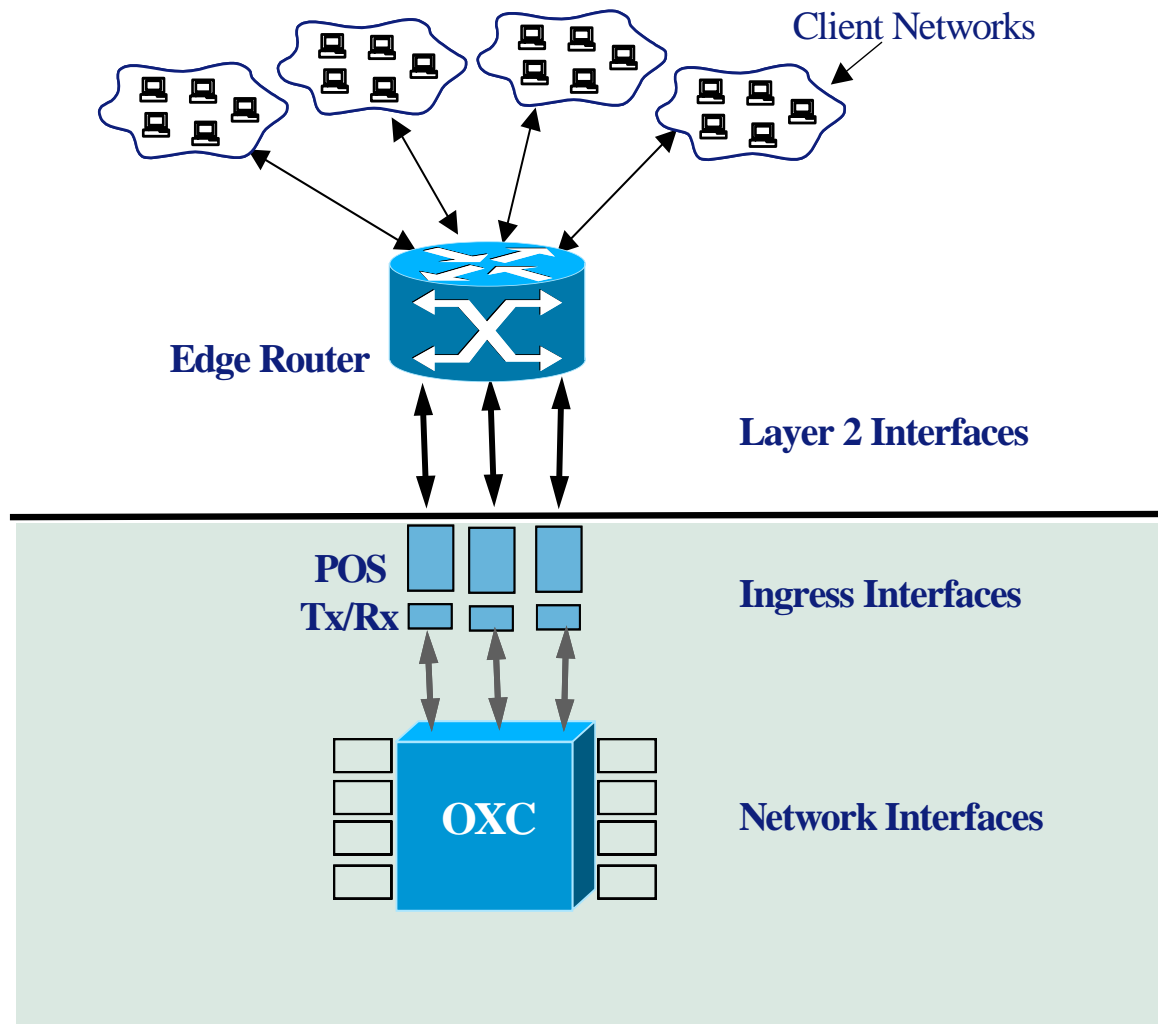 Client Networks
Edge Router
Layer 2 Interfaces
POS
Tx/Rx
Ingress Interfaces
OXC
Network Interfaces